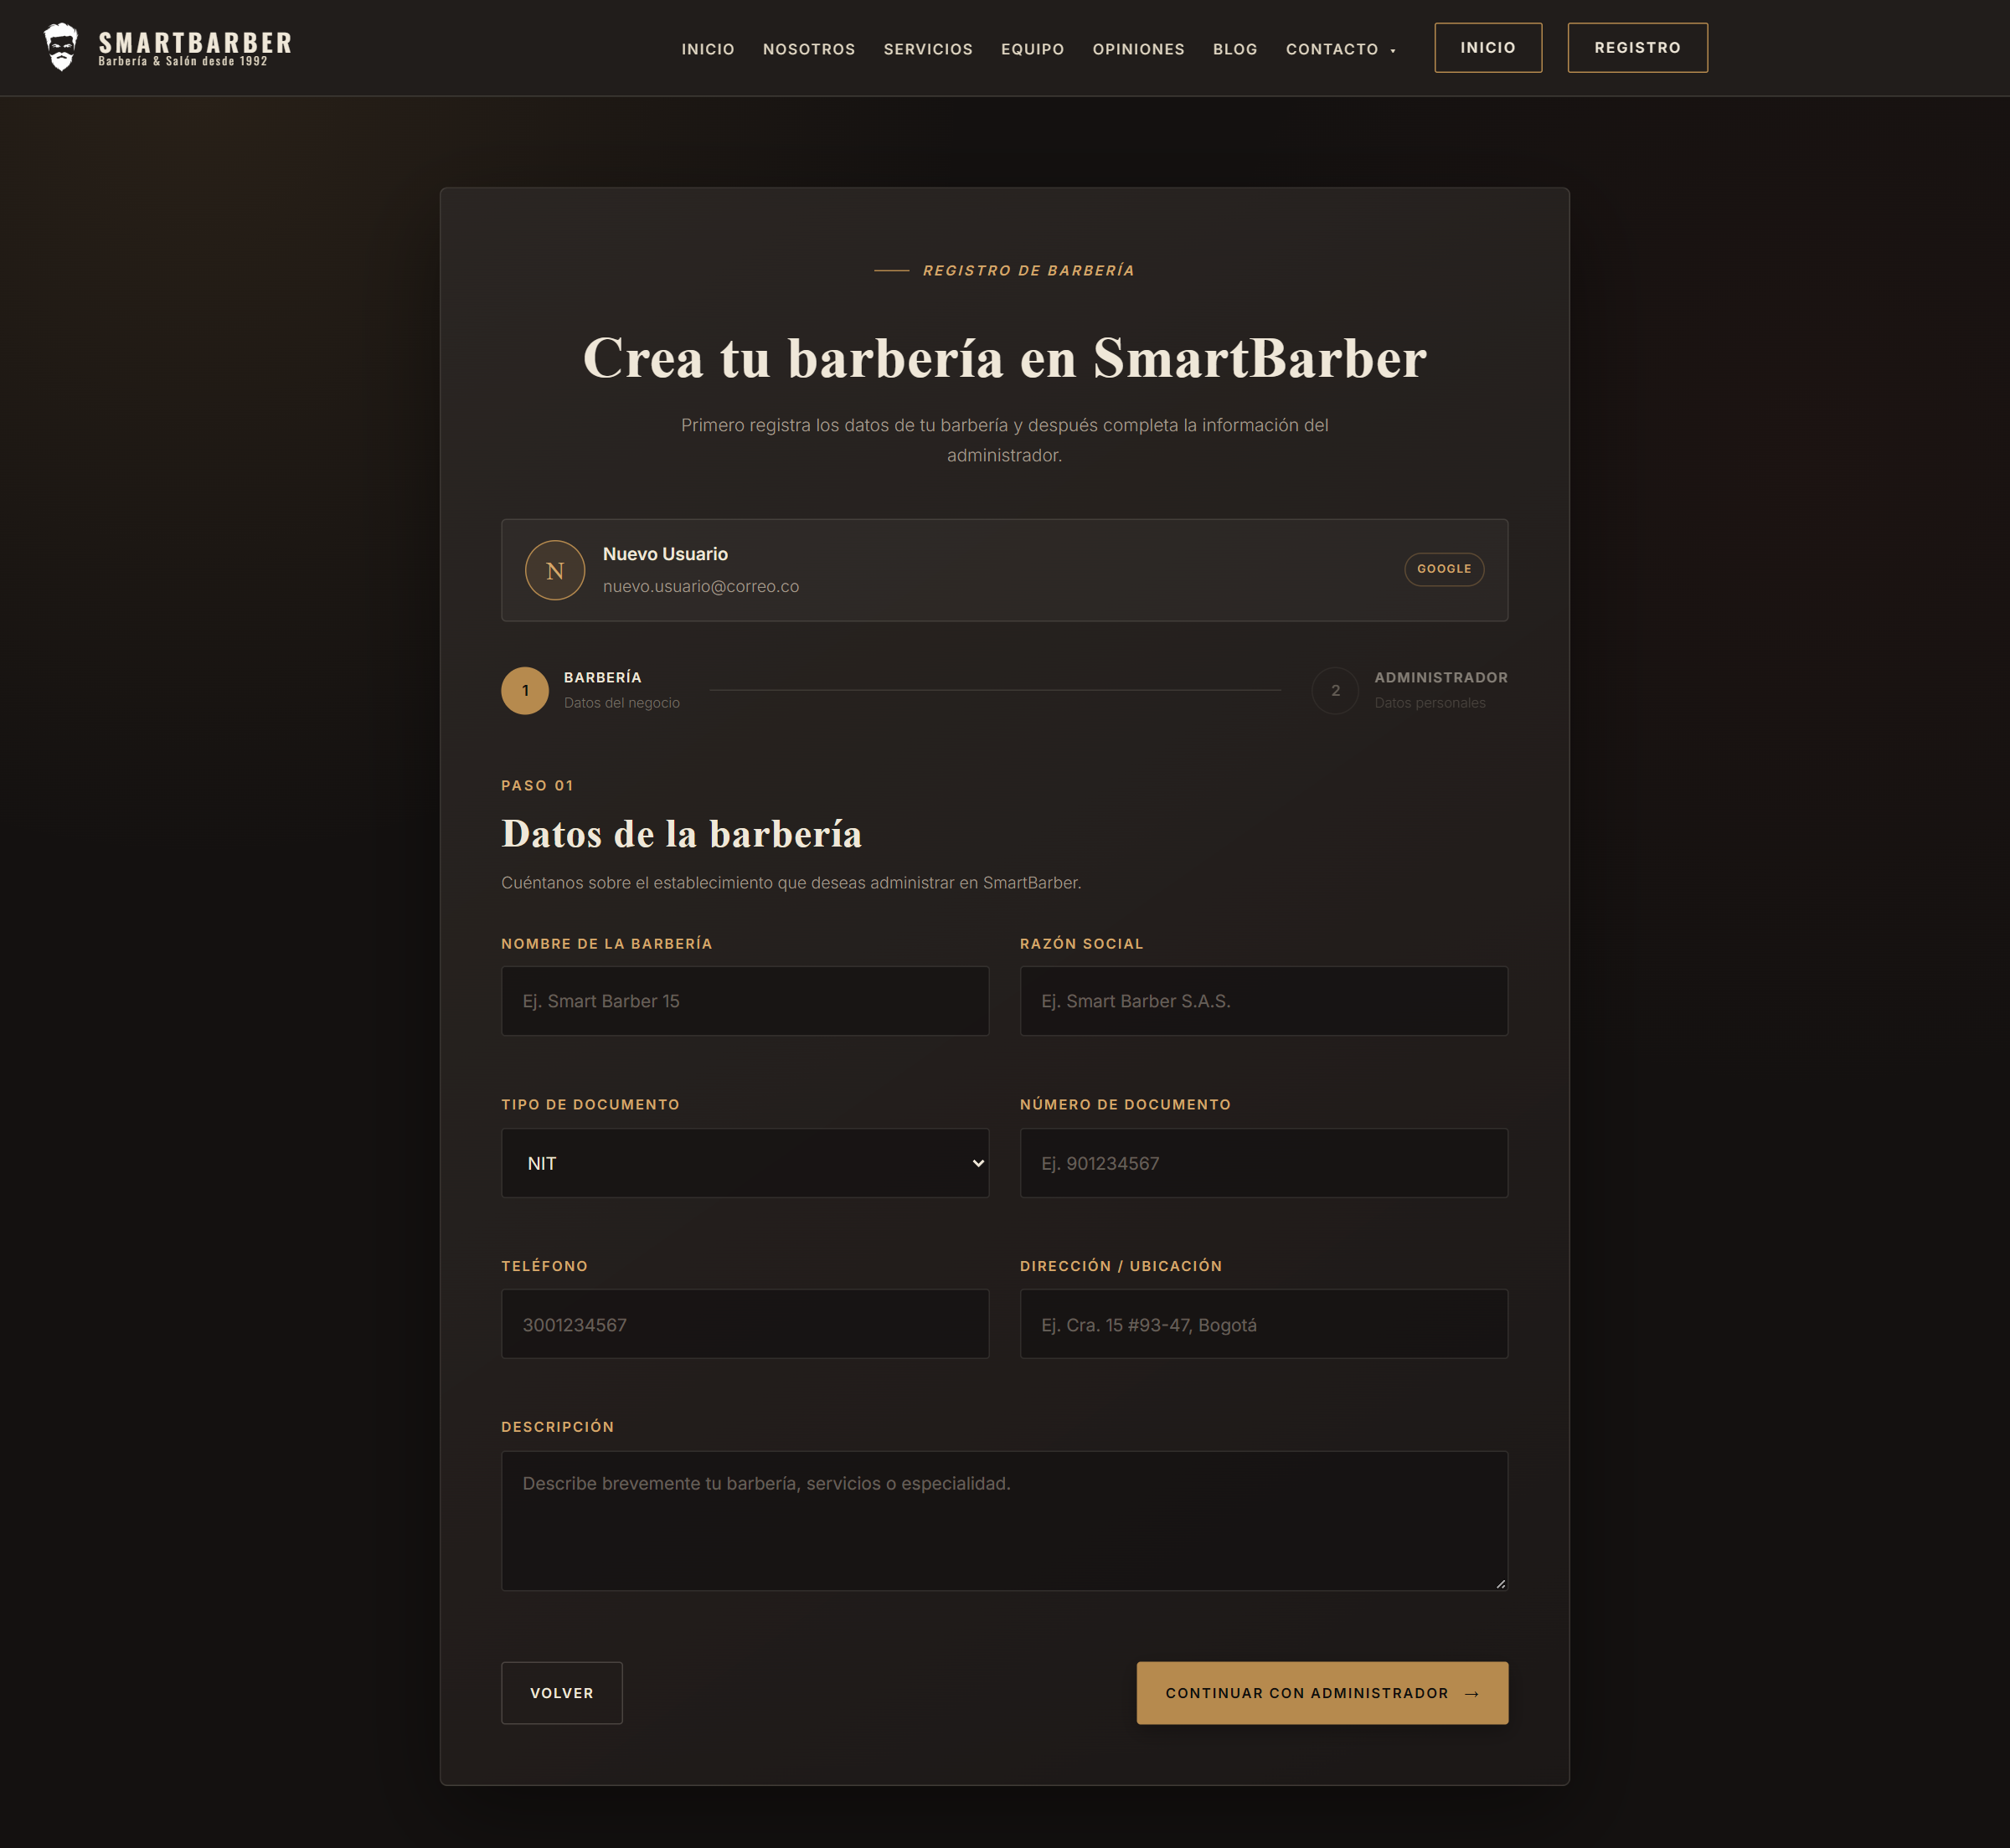 SMARTBARBER
Barbería & Salón desde 1992
INICIO NOSOTROS SERVICIOS EQUIPO OPINIONES BLOG CONTACTO INICIO REGISTRO
REGISTRO DE BARBERÍA
Crea tu barbería en SmartBarber
Primero registra los datos de tu barbería y después completa la información del
administrador.
N
Nuevo Usuario
nuevo.usuario@correo.co
GOOGLE
1
BARBERÍA
Datos del negocio
2
ADMINISTRADOR
Datos personales
PASO 01
Datos de la barbería
Cuéntanos sobre el establecimiento que deseas administrar en SmartBarber.
NOMBRE DE LA BARBERÍA
Ej. Smart Barber 15
RAZÓN SOCIAL
Ej. Smart Barber S.A.S.
TIPO DE DOCUMENTO
NIT
NÚMERO DE DOCUMENTO
Ej. 901234567
TELÉFONO
3001234567
DIRECCIÓN / UBICACIÓN
Ej. Cra. 15 #93-47, Bogotá
DESCRIPCIÓN
Describe brevemente tu barbería, servicios o especialidad.
VOLVER
CONTINUAR CON ADMINISTRADOR →